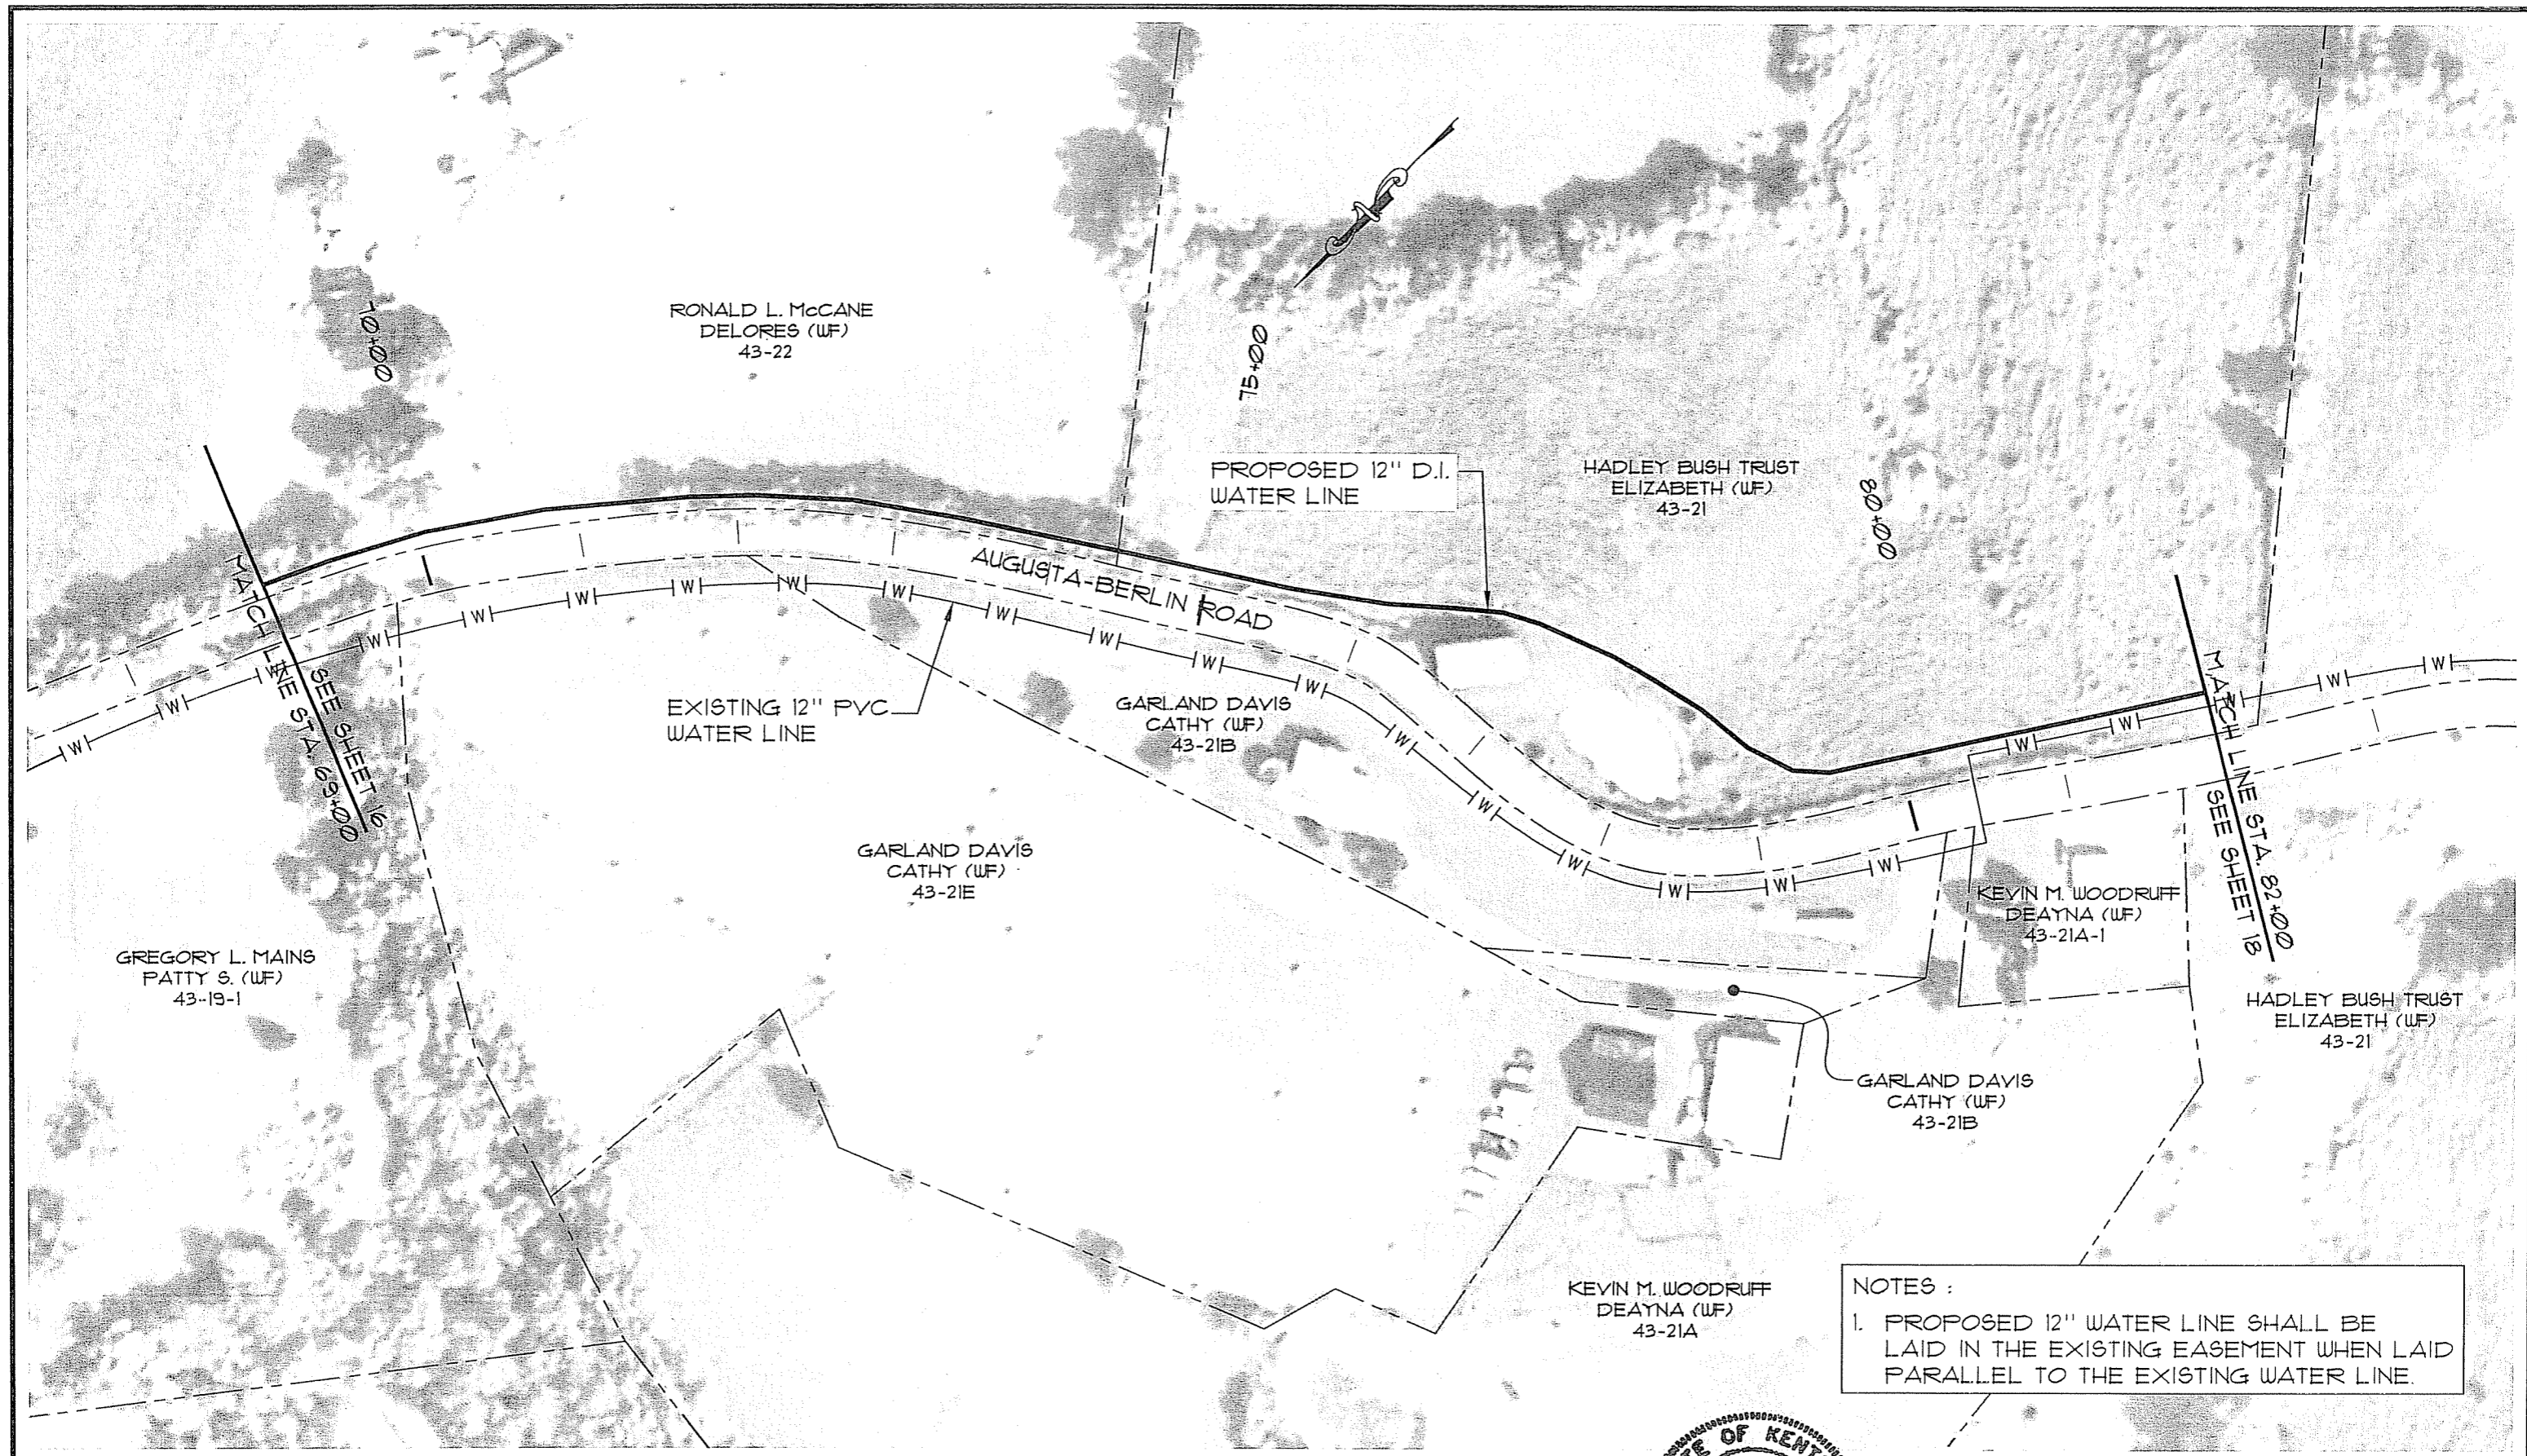 70+00
RONALD L. McCANE
DELORES (WF)
43-22
75+00
PROPOSED 12" D.I.
WATER LINE
HADLEY BUSH TRUST
ELIZABETH (WF)
43-21
80+00
AUGUSTA-BERLIN ROAD
MATCH LINE STA. 69+00
SEE SHEET 16
EXISTING 12" PVC
WATER LINE
GARLAND DAVIS
CATHY (WF)
43-21B
MATCH LINE STA. 82+00
SEE SHEET 18
GARLAND DAVIS
CATHY (WF)
43-21E
KEVIN M. WOODRUFF
DEAYNA (WF)
43-21A-1
GREGORY L. MAINS
PATTY S. (WF)
43-19-1
HADLEY BUSH TRUST
ELIZABETH (WF)
43-21
GARLAND DAVIS
CATHY (WF)
43-21B
KEVIN M. WOODRUFF
DEAYNA (WF)
43-21A
NOTES :
1. PROPOSED 12" WATER LINE SHALL BE
LAID IN THE EXISTING EASEMENT WHEN LAID
PARALLEL TO THE EXISTING WATER LINE.
W W W W W W W W W W W W W W W W W W W W W W W W
OF